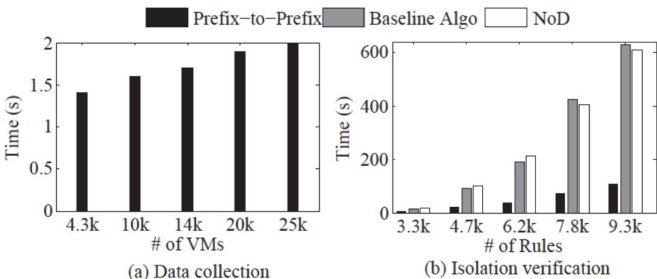 Prefix−to−Prefix Baseline Algo NoD
2
1.5
1
0.5
0
Time (s)
4.3k 10k 14k 20k 25k
# of VMs
(a) Data collection
600
400
200
0
Time (s)
3.3k 4.7k 6.2k 7.8k 9.3k
# of Rules
(b) Isolation verification